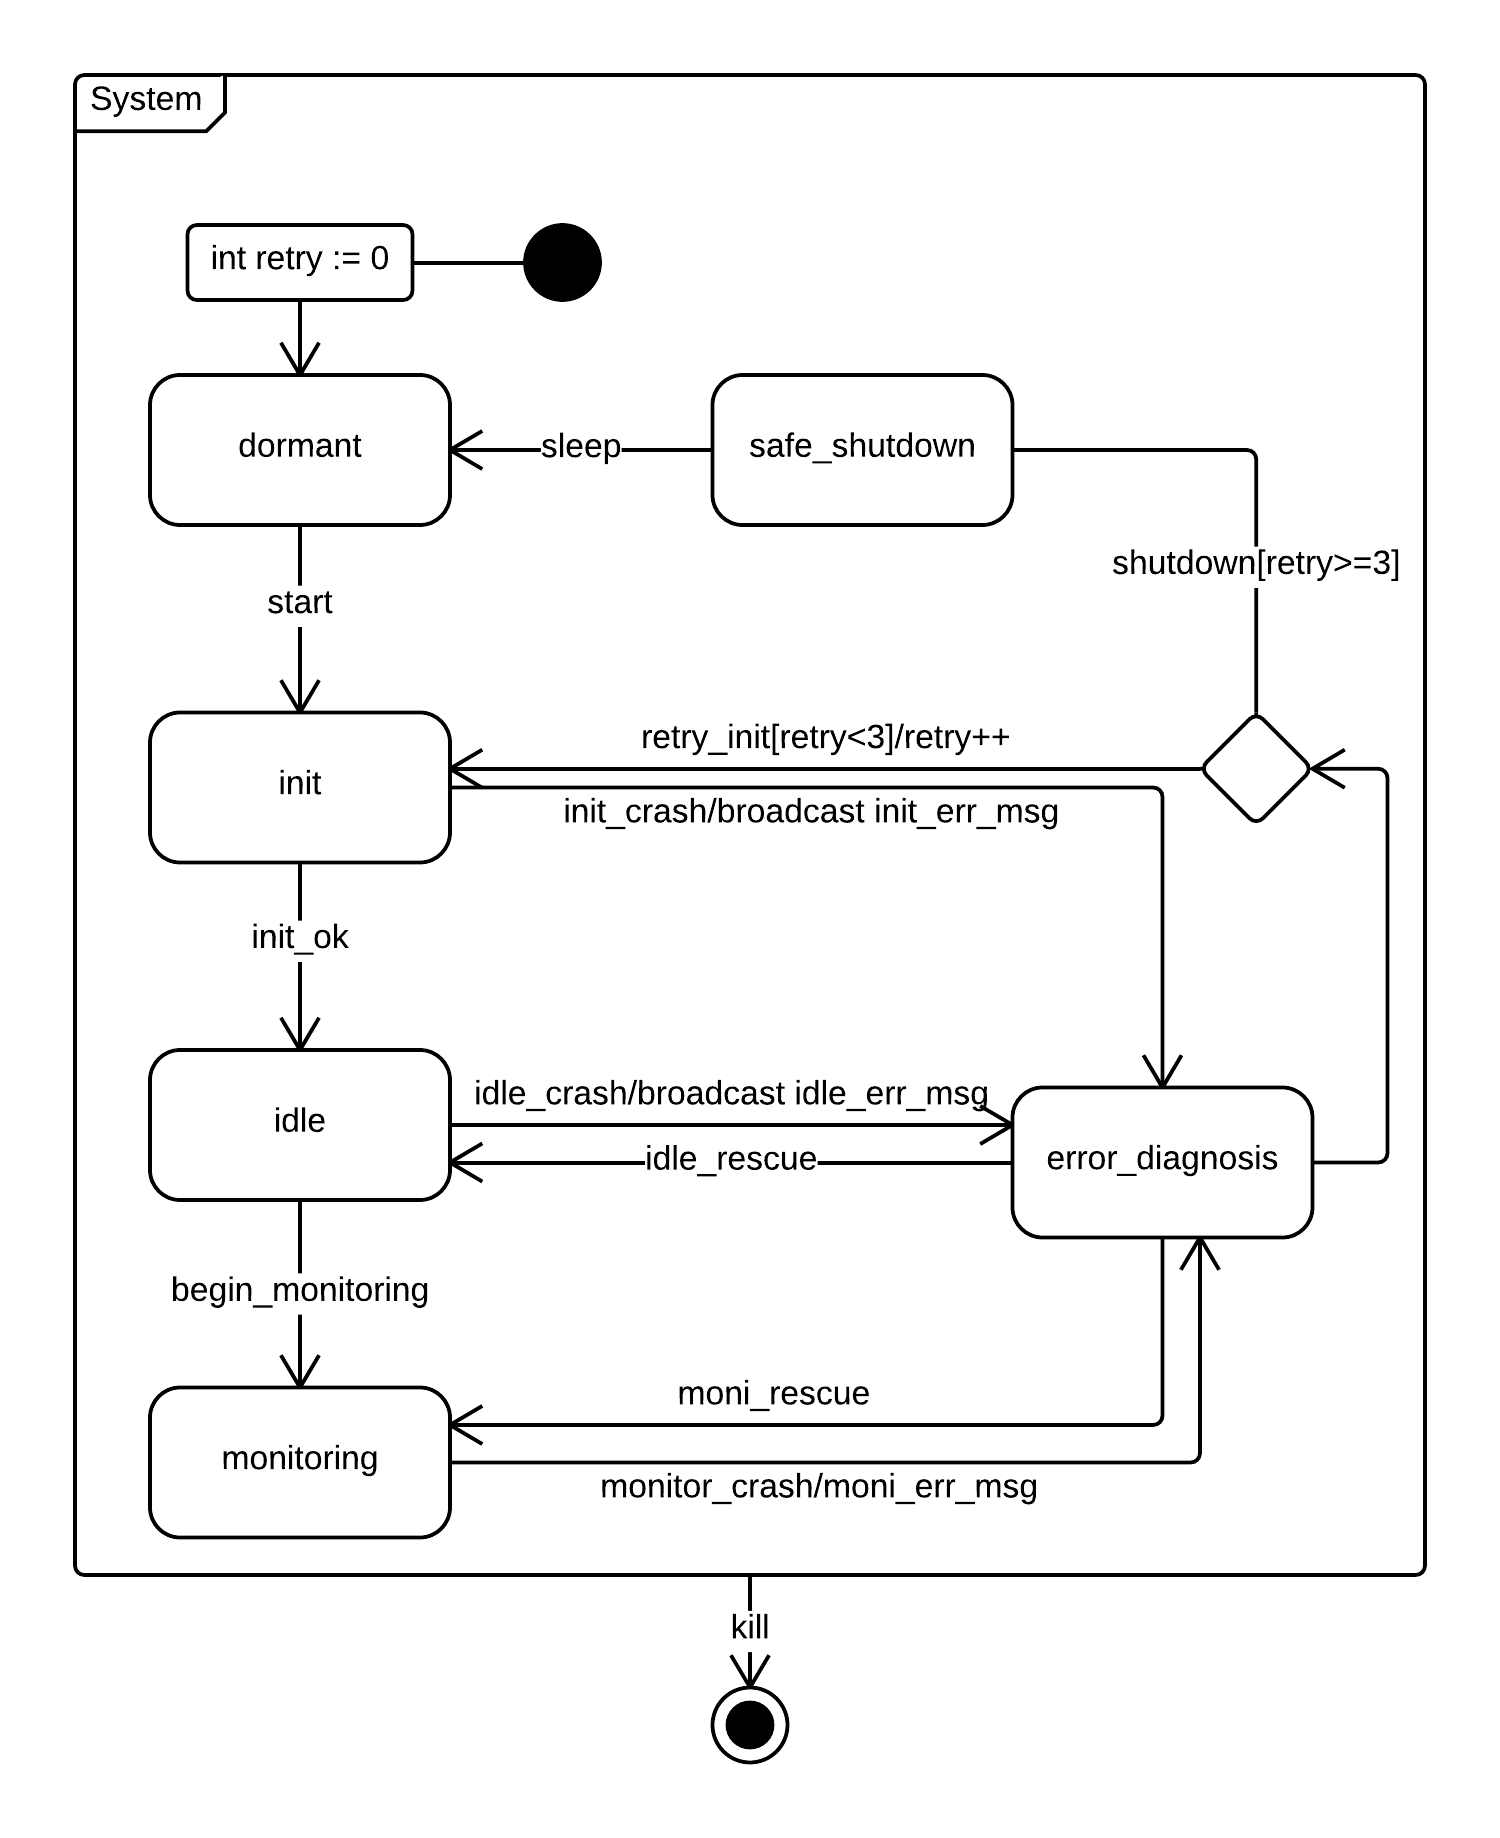 System
int retry := 0
dormant
sleep
safe_shutdown
shutdown[retry>=3]
start
retry_init[retry<3]/retry++
init
init_crash/broadcast init_err_msg
init_ok
idle_crash/broadcast idle_err_msg
idle
idle_rescue
error_diagnosis
begin_monitoring
moni_rescue
monitoring
monitor_crash/moni_err_msg
kill